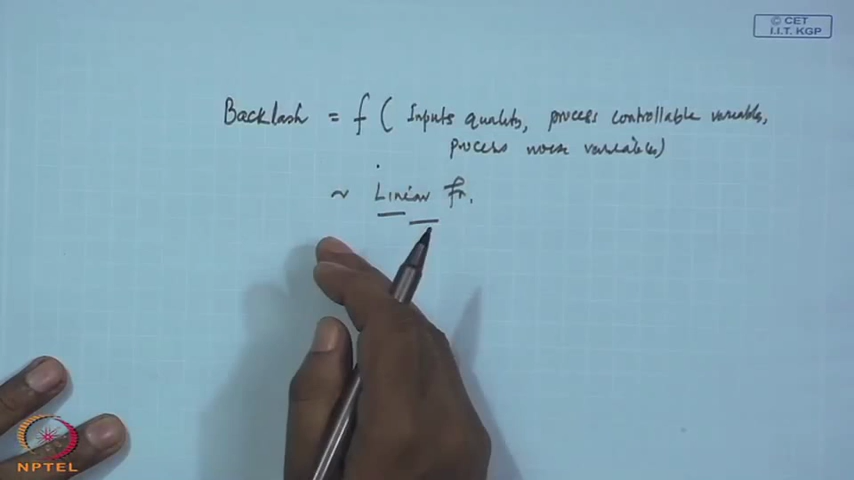 © CET
I.I.T. KGP
Backlash = f ( Inputs quality, process controllable variables,
process noise variables)
~ Linear fn.
NPTEL